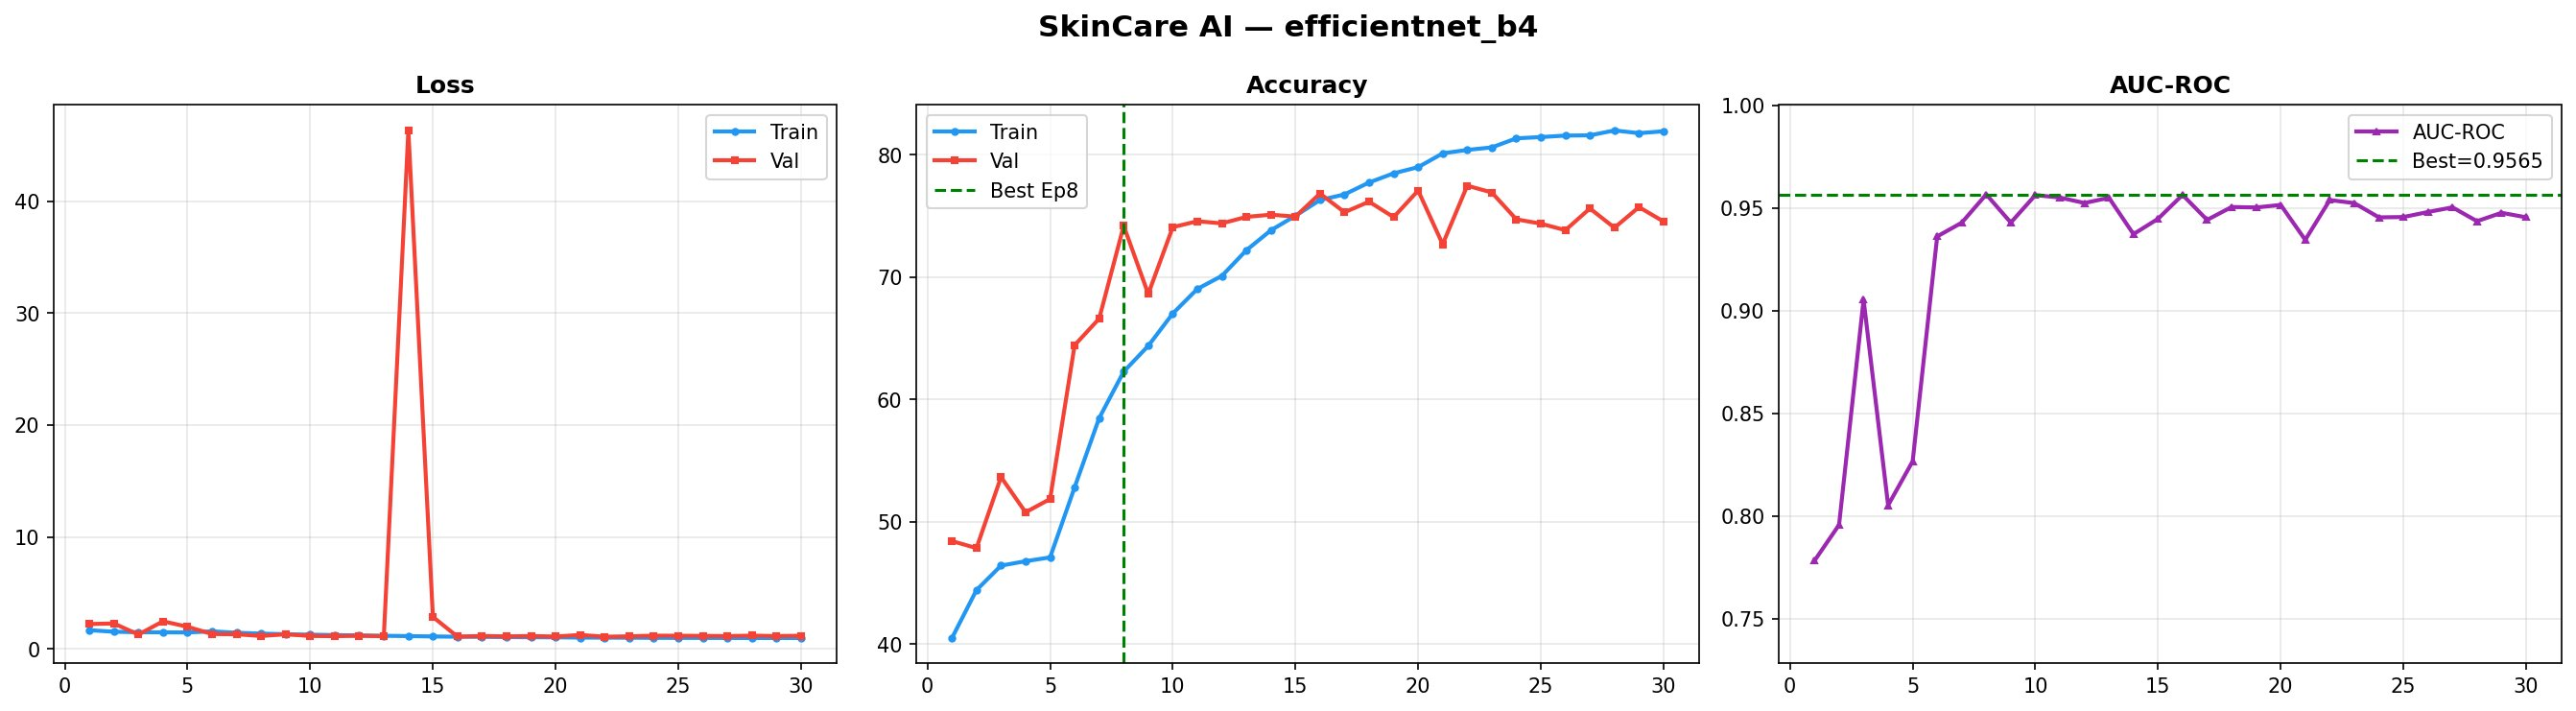 SkinCare AI — efficientnet_b4
Loss
Train
Val
40
30
20
10
0
0 5 10 15 20 25 30
Accuracy
Train
Val
Best Ep8
80
70
60
50
40
0 5 10 15 20 25 30
AUC-ROC
AUC-ROC
Best=0.9565
1.00
0.95
0.90
0.85
0.80
0.75
0 5 10 15 20 25 30